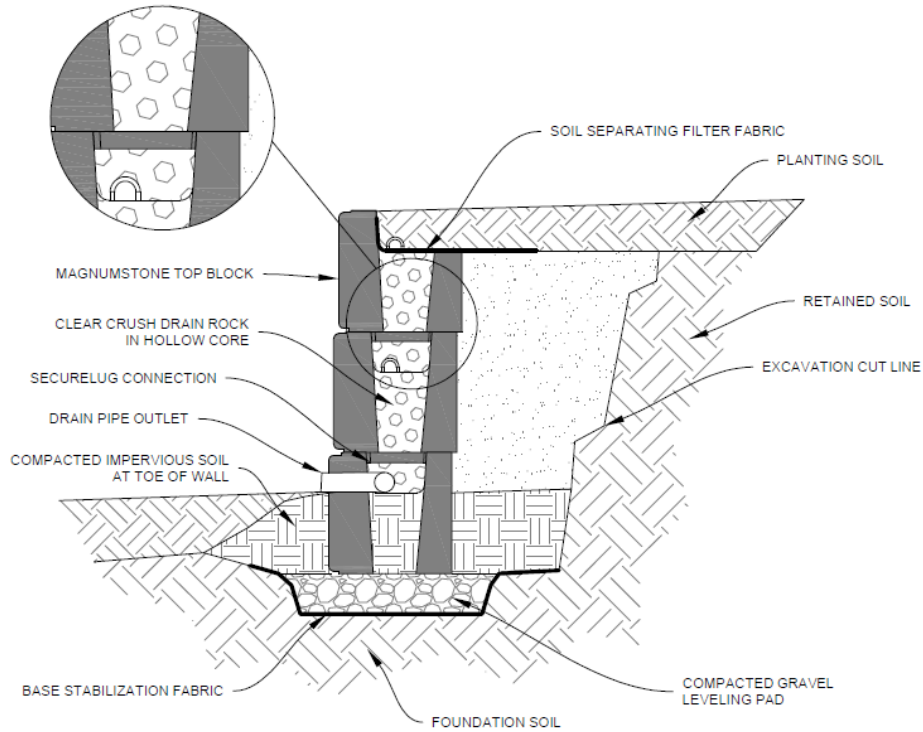 SOIL SEPARATING FILTER FABRIC
PLANTING SOIL
MAGNUMSTONE TOP BLOCK
RETAINED SOIL
CLEAR CRUSH DRAIN ROCK
IN HOLLOW CORE
EXCAVATION CUT LINE
SECURELUG CONNECTION
DRAIN PIPE OUTLET
COMPACTED IMPERVIOUS SOIL
AT TOE OF WALL
BASE STABILIZATION FABRIC
COMPACTED GRAVEL
LEVELING PAD
FOUNDATION SOIL